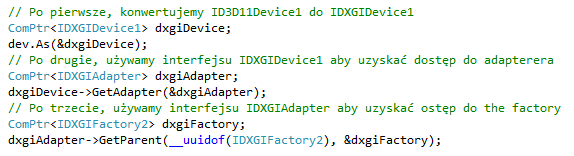 // Po pierwsze, konwertujemy ID3D11Device1 do IDXGIDevice1
ComPtr<IDXGIDevice1> dxgiDevice;
dev.As(&dxgiDevice);
// Po drugie, używamy interfejsu IDXGIDevice1 aby uzyskać dostęp do adapterera
ComPtr<IDXGIAdapter> dxgiAdapter;
dxgiDevice->GetAdapter(&dxgiAdapter);
// Po trzecie, używamy interfejsu IDXGIAdapter aby uzyskać ostęp do the factory
ComPtr<IDXGIFactory2> dxgiFactory;
dxgiAdapter->GetParent(__uuidof(IDXGIFactory2), &dxgiFactory);